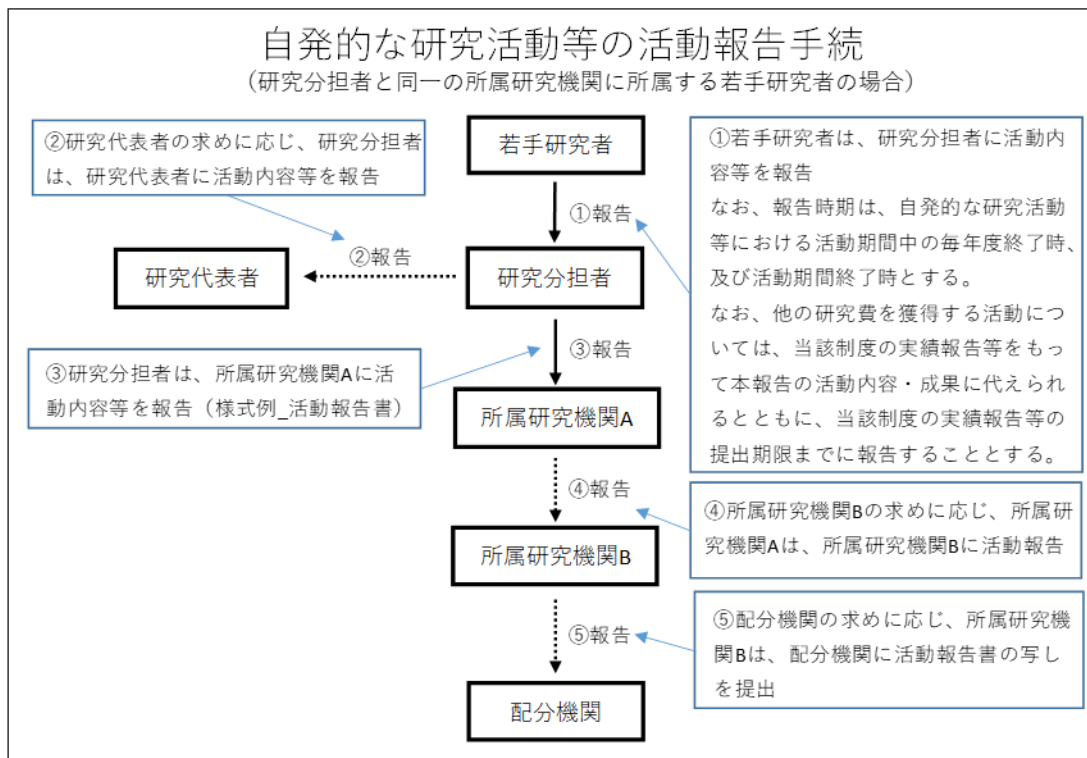 自発的な研究活動等の活動報告手続
（研究分担者と同一の所属研究機関に所属する若手研究者の場合）
②研究代表者の求めに応じ、研究分担者
は、研究代表者に活動内容等を報告
若手研究者
①若手研究者は、研究分担者に活動内
容等を報告
なお、報告時期は、自発的な研究活動
等における活動期間中の毎年度終了時、
及び活動期間終了時とする。
なお、他の研究費を獲得する活動につ
いては、当該制度の実績報告等をもっ
て本報告の活動内容・成果に代えられ
るとともに、当該制度の実績報告等の
提出期限までに報告することとする。
①報告
②報告
研究代表者
研究分担者
③報告
③研究分担者は、所属研究機関Aに活
動内容等を報告（様式例_活動報告書）
所属研究機関A
④報告
④所属研究機関Bの求めに応じ、所属研
究機関Aは、所属研究機関Bに活動報告
所属研究機関B
⑤報告
⑤配分機関の求めに応じ、所属研究機
関Bは、配分機関に活動報告書の写し
を提出
配分機関